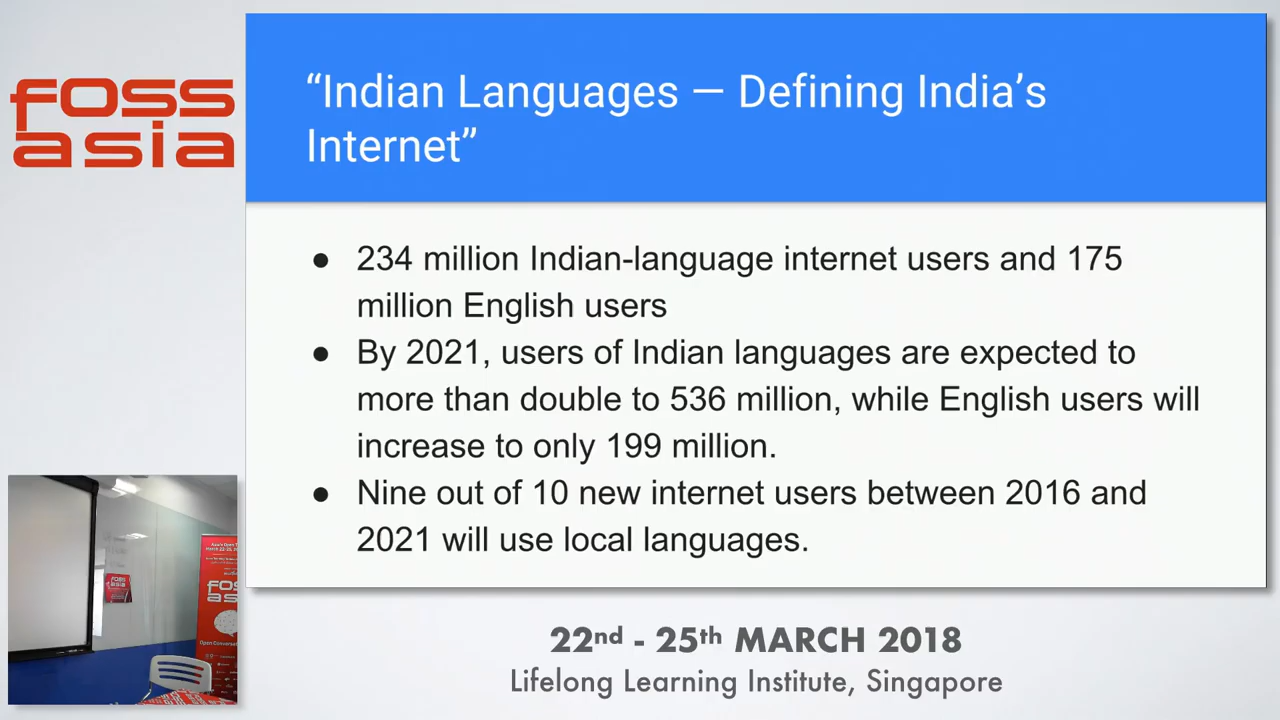 foss
asia
“Indian Languages — Defining India’s
Internet”
● 234 million Indian-language internet users and 175
million English users
● By 2021, users of Indian languages are expected to
more than double to 536 million, while English users will
increase to only 199 million.
● Nine out of 10 new internet users between 2016 and
2021 will use local languages.
foss
asia
22nd - 25th MARCH 2018
Lifelong Learning Institute, Singapore